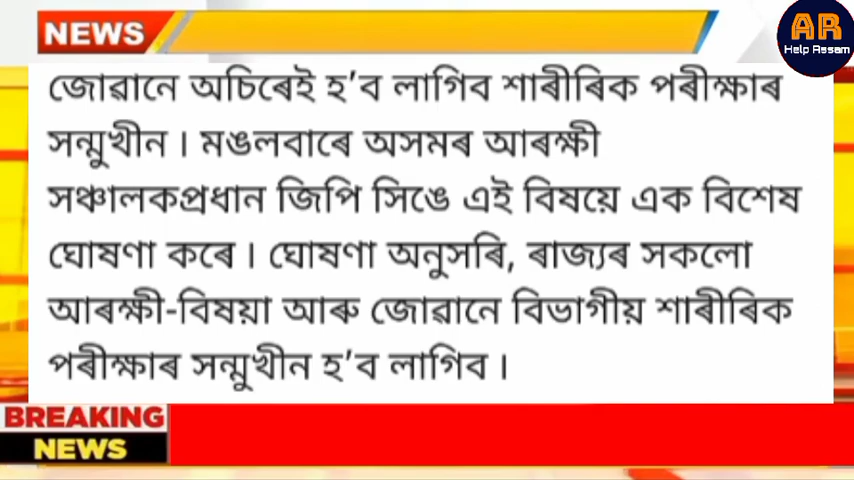 NEWS
AR
Help Assam
জোৱানে অচিৰেই হ'ব লাগিব শাৰীৰিক পৰীক্ষাৰ
সন্মুখীন । মঙলবাৰে অসমৰ আৰক্ষী
সঞ্চালকপ্ৰধান জিপি সিঙে এই বিষয়ে এক বিশেষ
ঘোষণা কৰে । ঘোষণা অনুসৰি, ৰাজ্যৰ সকলো
আৰক্ষী-বিষয়া আৰু জোৱানে বিভাগীয় শাৰীৰিক
পৰীক্ষাৰ সন্মুখীন হ'ব লাগিব ।
BREAKING
NEWS